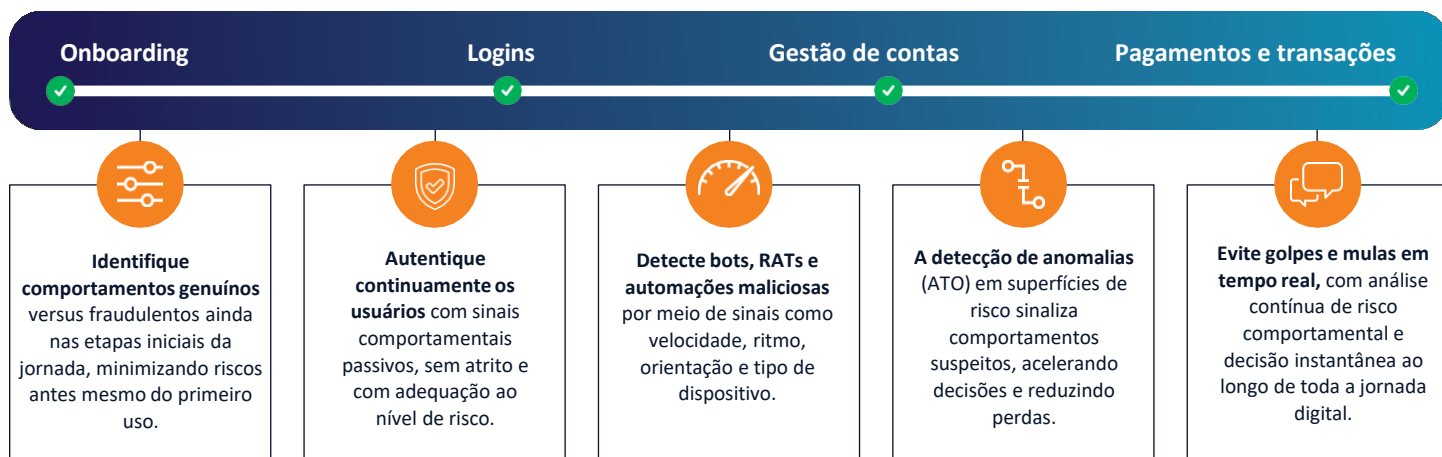 Onboarding
Logins
Gestão de contas
Pagamentos e transações
Identifique
comportamentos genuínos
versus fraudulentos ainda
nas etapas iniciais da
jornada, minimizando riscos
antes mesmo do primeiro
uso.
Autentique
continuamente os
usuários com sinais
comportamentais
passivos, sem atrito e
com adequação ao
nível de risco.
Detecte bots, RATs e
automações maliciosas
por meio de sinais como
velocidade, ritmo,
orientação e tipo de
dispositivo.
A detecção de anomalias
(ATO) em superfícies de
risco sinaliza
comportamentos
suspeitos, acelerando
decisões e reduzindo
perdas.
Evite golpes e mulas em
tempo real, com análise
contínua de risco
comportamental e
decisão instantânea ao
longo de toda a jornada
digital.